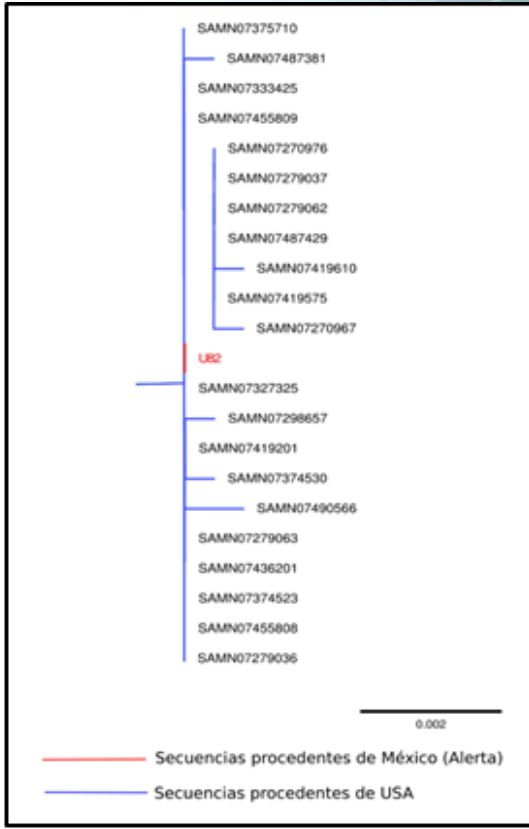 SAMN07375710
SAMN07487381
SAMN07333425
SAMN07455809
SAMN07270976
SAMN07279037
SAMN07279062
SAMN07487429
SAMN07419610
SAMN07419575
SAMN07270967
U82
SAMN07327325
SAMN07298657
SAMN07419201
SAMN07374530
SAMN07490566
SAMN07279063
SAMN07436201
SAMN07374523
SAMN07455808
SAMN07279036
0.002
Secuencias procedentes de México (Alerta)
Secuencias procedentes de USA